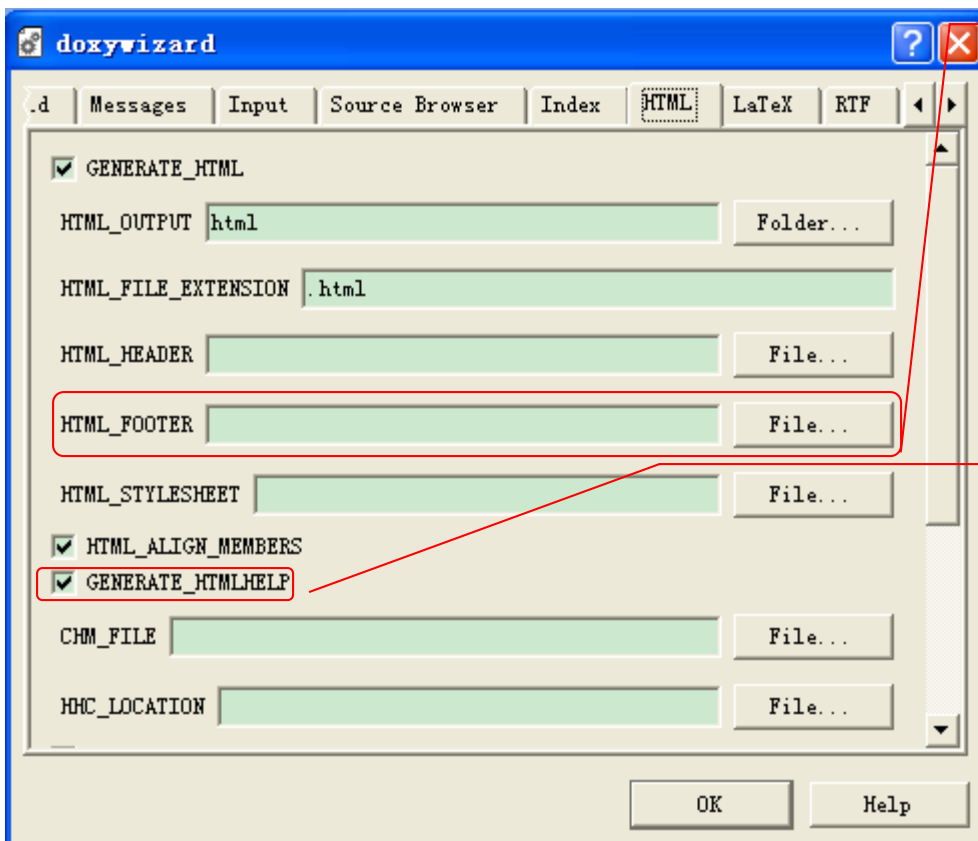 doxywizard
.d Messages Input Source Browser Index HTML LaTeX RTF
GENERATE_HTML
HTML_OUTPUT html Folder...
HTML_FILE_EXTENSION .html
HTML_HEADER File...
HTML_FOOTER File...
HTML_STYLESHEET File...
HTML_ALIGN_MEMBERS
GENERATE_HTMLHELP
CHM_FILE File...
HHC_LOCATION File...
OK Help